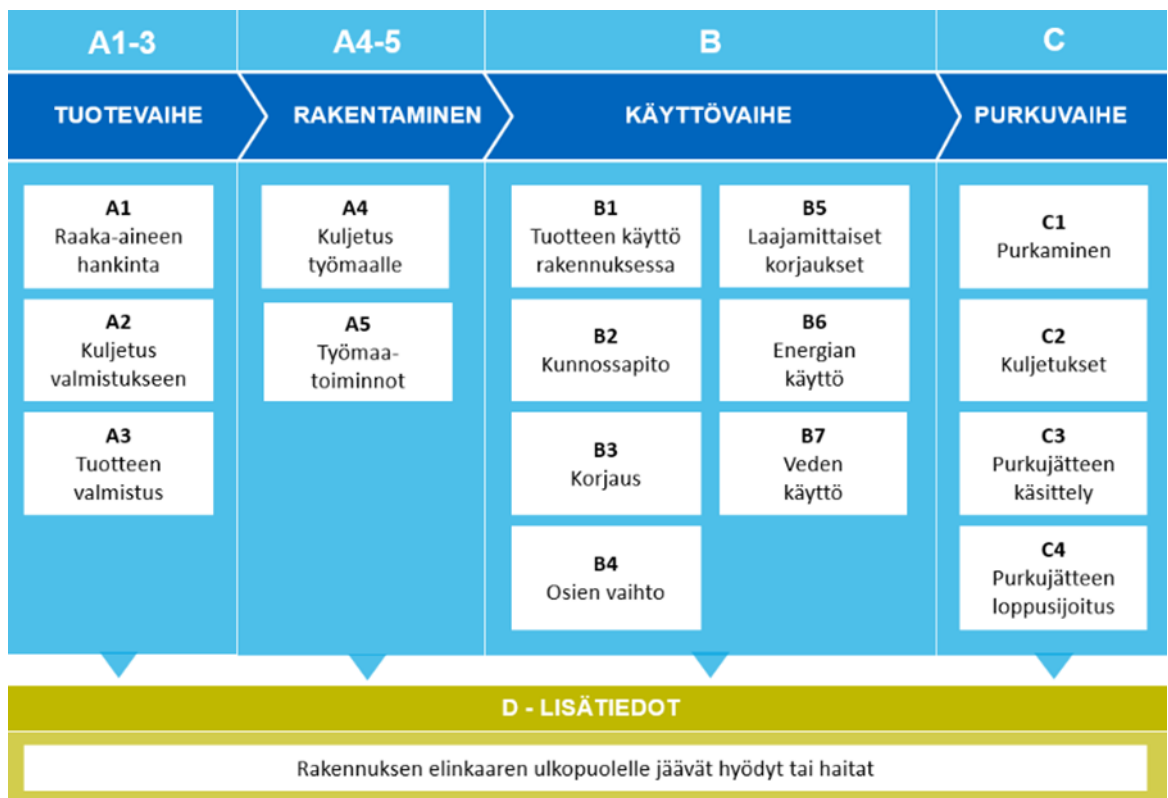 A1-3
A4-5
B
C
TUOTEVAIHE
RAKENTAMINEN
KÄYTTÖVAIHE
PURKUVAIHE
A1
Raaka-aineen
hankinta
A2
Kuljetus
valmistukseen
A3
Tuotteen
valmistus
A4
Kuljetus
työmaalle
A5
Työmaa-
toiminnot
B1
Tuotteen käyttö
rakennuksessa
B2
Kunnossapito
B3
Korjaus
B4
Osien vaihto
B5
Laajamittaiset
korjaukset
B6
Energian
käyttö
B7
Veden
käyttö
C1
Purkaminen
C2
Kuljetukset
C3
Purkujätteen
käsittely
C4
Purkujätteen
loppusijoitus
D - LISÄTIEDOT
Rakennuksen elinkaaren ulkopuolelle jäävät hyödyt tai haitat